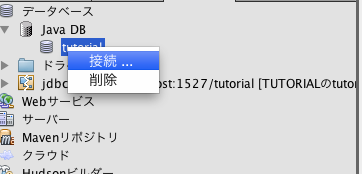 データベース
Java DB
tutorial
接続 ...
削除
ドラ
jdbc
ost:1527/tutorial [TUTORIALのtutor
Webサービス
サーバー
Mavenリポジトリ
クラウド
Hudsonビルダー